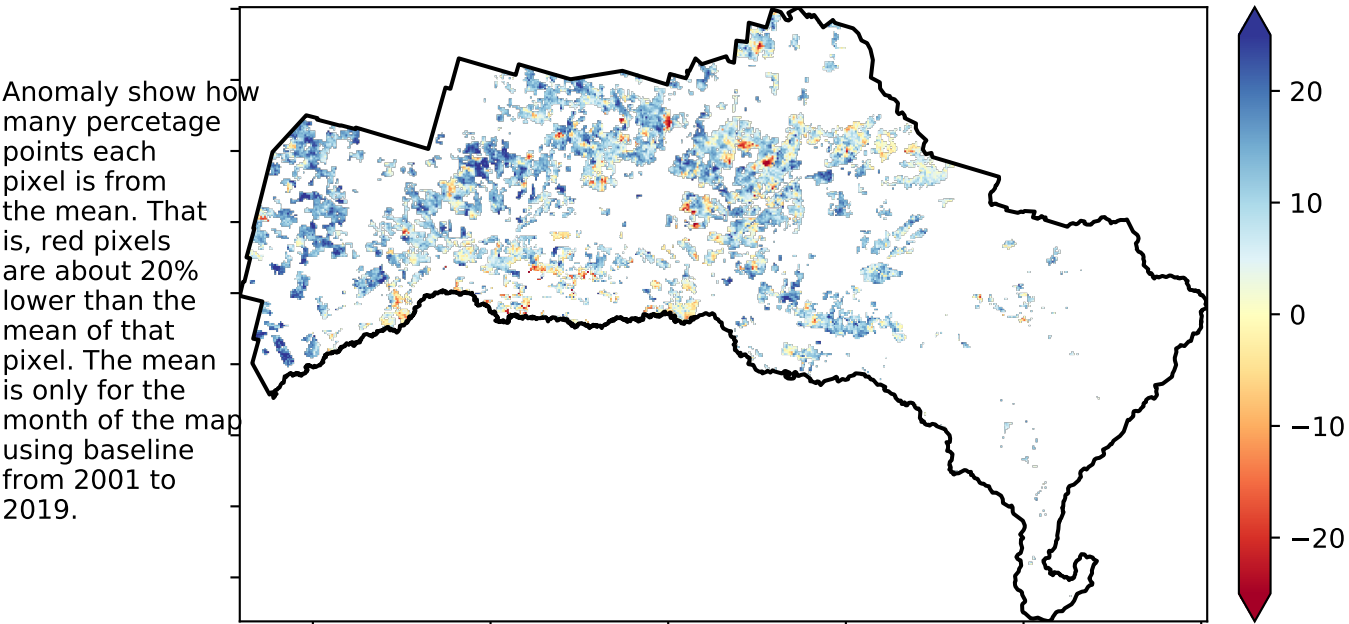 Anomaly show how
many percetage
points each
pixel is from
the mean. That
is, red pixels
are about 20%
lower than the
mean of that
pixel. The mean
is only for the
month of the map
using baseline
from 2001 to
2019.
20
10
0
−10
−20